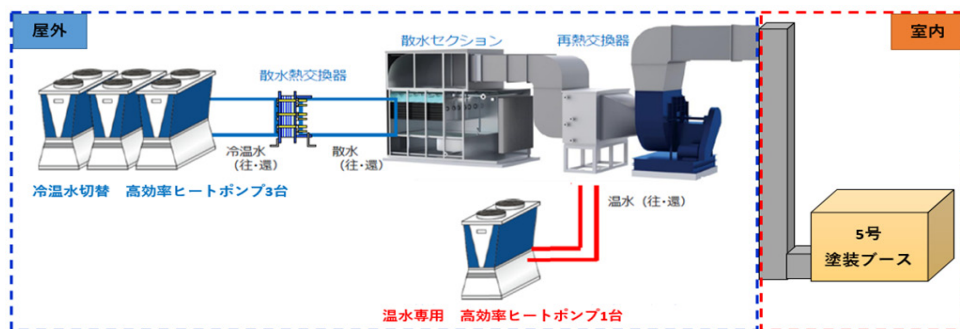 屋外
室内
散水セクション
再熱交換器
散水熱交換器
冷温水
(往・還)
散水
(往・還)
冷温水切替　高効率ヒートポンプ3台
温水（往・還）
5号
塗装ブース
温水専用　高効率ヒートポンプ1台